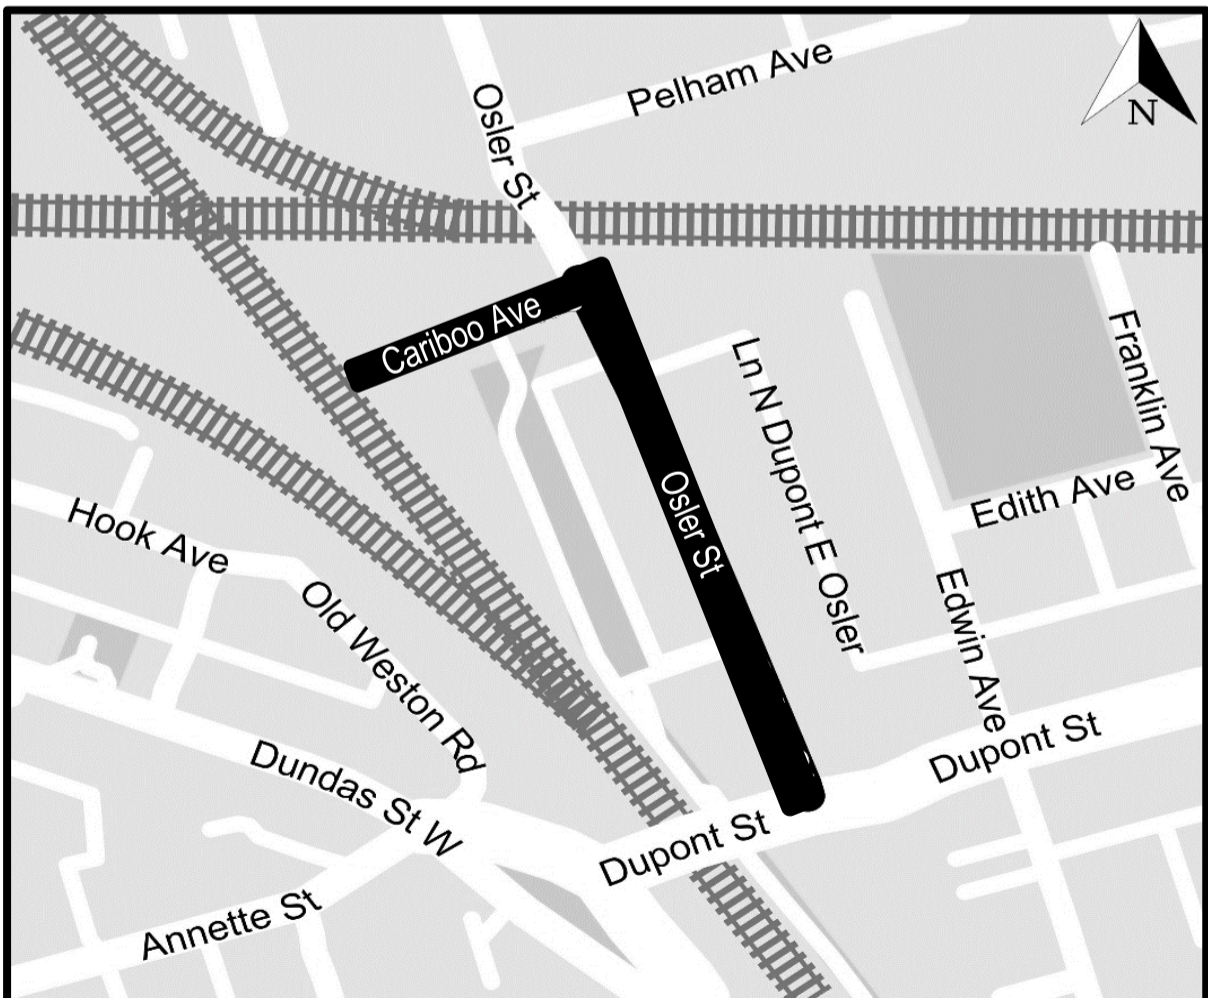 Pelham Ave
Osler St
N
Cariboo Ave
Franklin Ave
Ln N Dupont E Osler
Osler St
Edith Ave
Hook Ave
Old Weston Rd
Edwin Ave
Dundas St W
Dupont St
Dupont St
Annette St